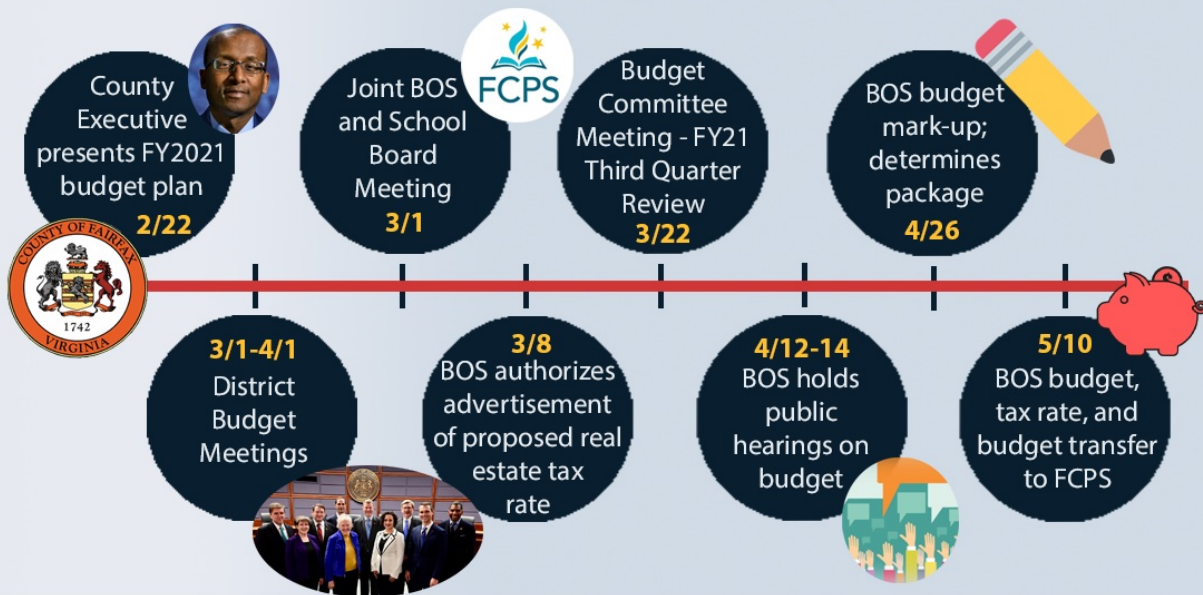 County
Executive
presents FY2021
budget plan
2/22
COUNTY OF FAIRFAX
1742
VIRGINIA
3/1-4/1
District
Budget
Meetings
Joint BOS
and School
Board
Meeting
3/1
FCPS
3/8
BOS authorizes
advertisement
of proposed real
estate tax
rate
Budget
Committee
Meeting - FY21
Third Quarter
Review
3/22
4/12-14
BOS holds
public
hearings on
budget
BOS budget
mark-up;
determines
package
4/26
5/10
BOS budget,
tax rate, and
budget transfer
to FCPS